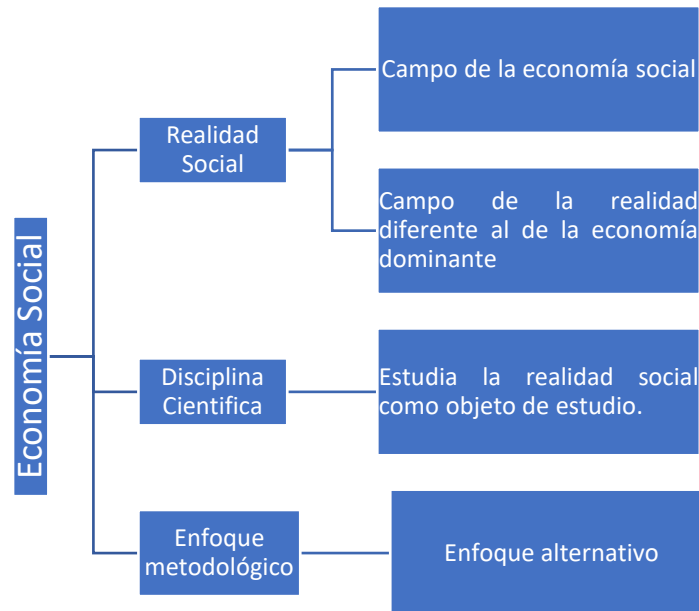 Economía Social
Realidad
Social
Campo de la economía social
Campo de la realidad
diferente al de la economía
dominante
Disciplina
Cientifica
Estudia la realidad social
como objeto de estudio.
Enfoque
metodológico
Enfoque alternativo